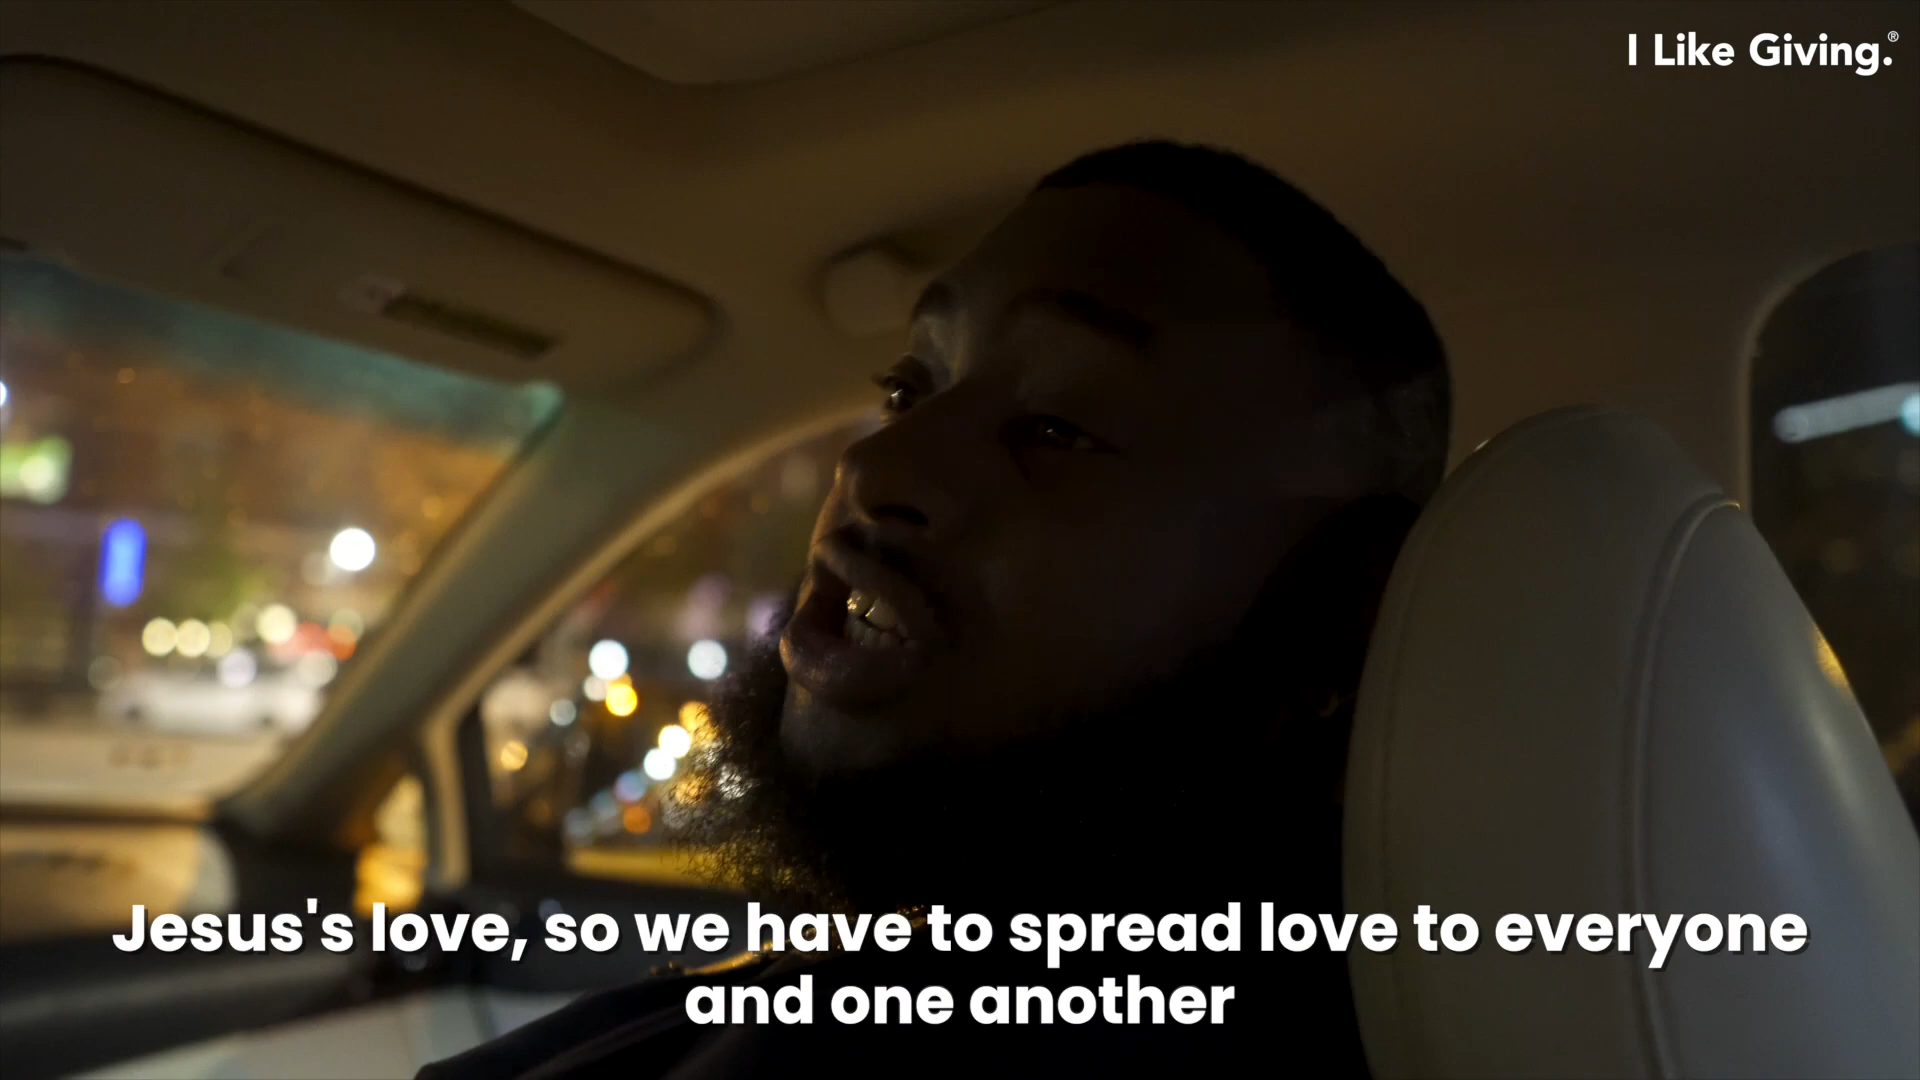 I Like Giving.®
Jesus's love, so we have to spread love to everyone
and one another